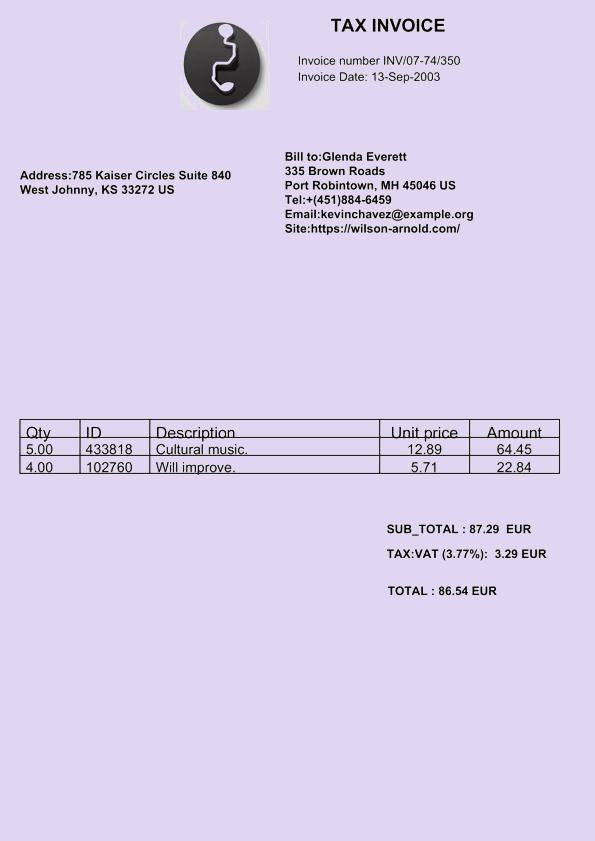 TAX INVOICE
Invoice number INV/07-74/350
Invoice Date: 13-Sep-2003
Bill to:Glenda Everett
335 Brown Roads
Port Robintown, MH 45046 US
Tel:+(451)884-6459
Email:kevinchavez@example.org
Site:https://wilson-arnold.com/
Address:785 Kaiser Circles Suite 840
West Johnny, KS 33272 US
Qty ID Description Unit price Amount
5.00 433818 Cultural music. 12.89 64.45
4.00 102760 Will improve. 5.71 22.84
SUB_TOTAL : 87.29 EUR
TAX:VAT (3.77%): 3.29 EUR
TOTAL : 86.54 EUR